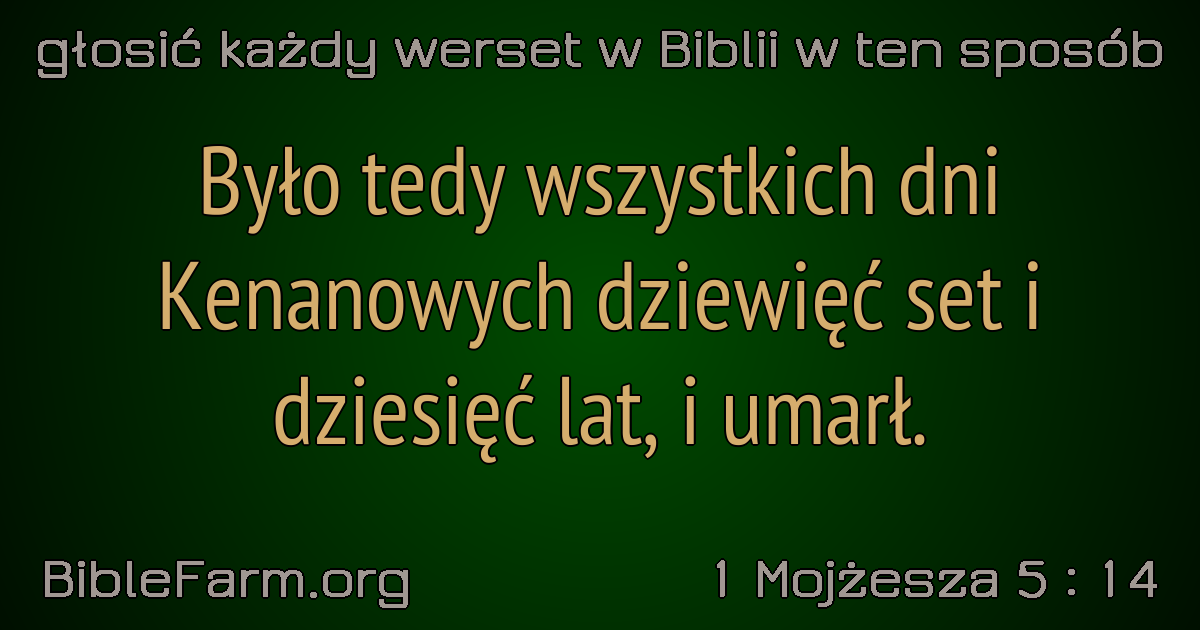 głosić każdy werset w Biblii w ten sposób
Było tedy wszystkich dni
Kenanowych dziewięć set i
dziesięć lat, i umarł.
BibleFarm.org
1 Mojżesza 5 : 14